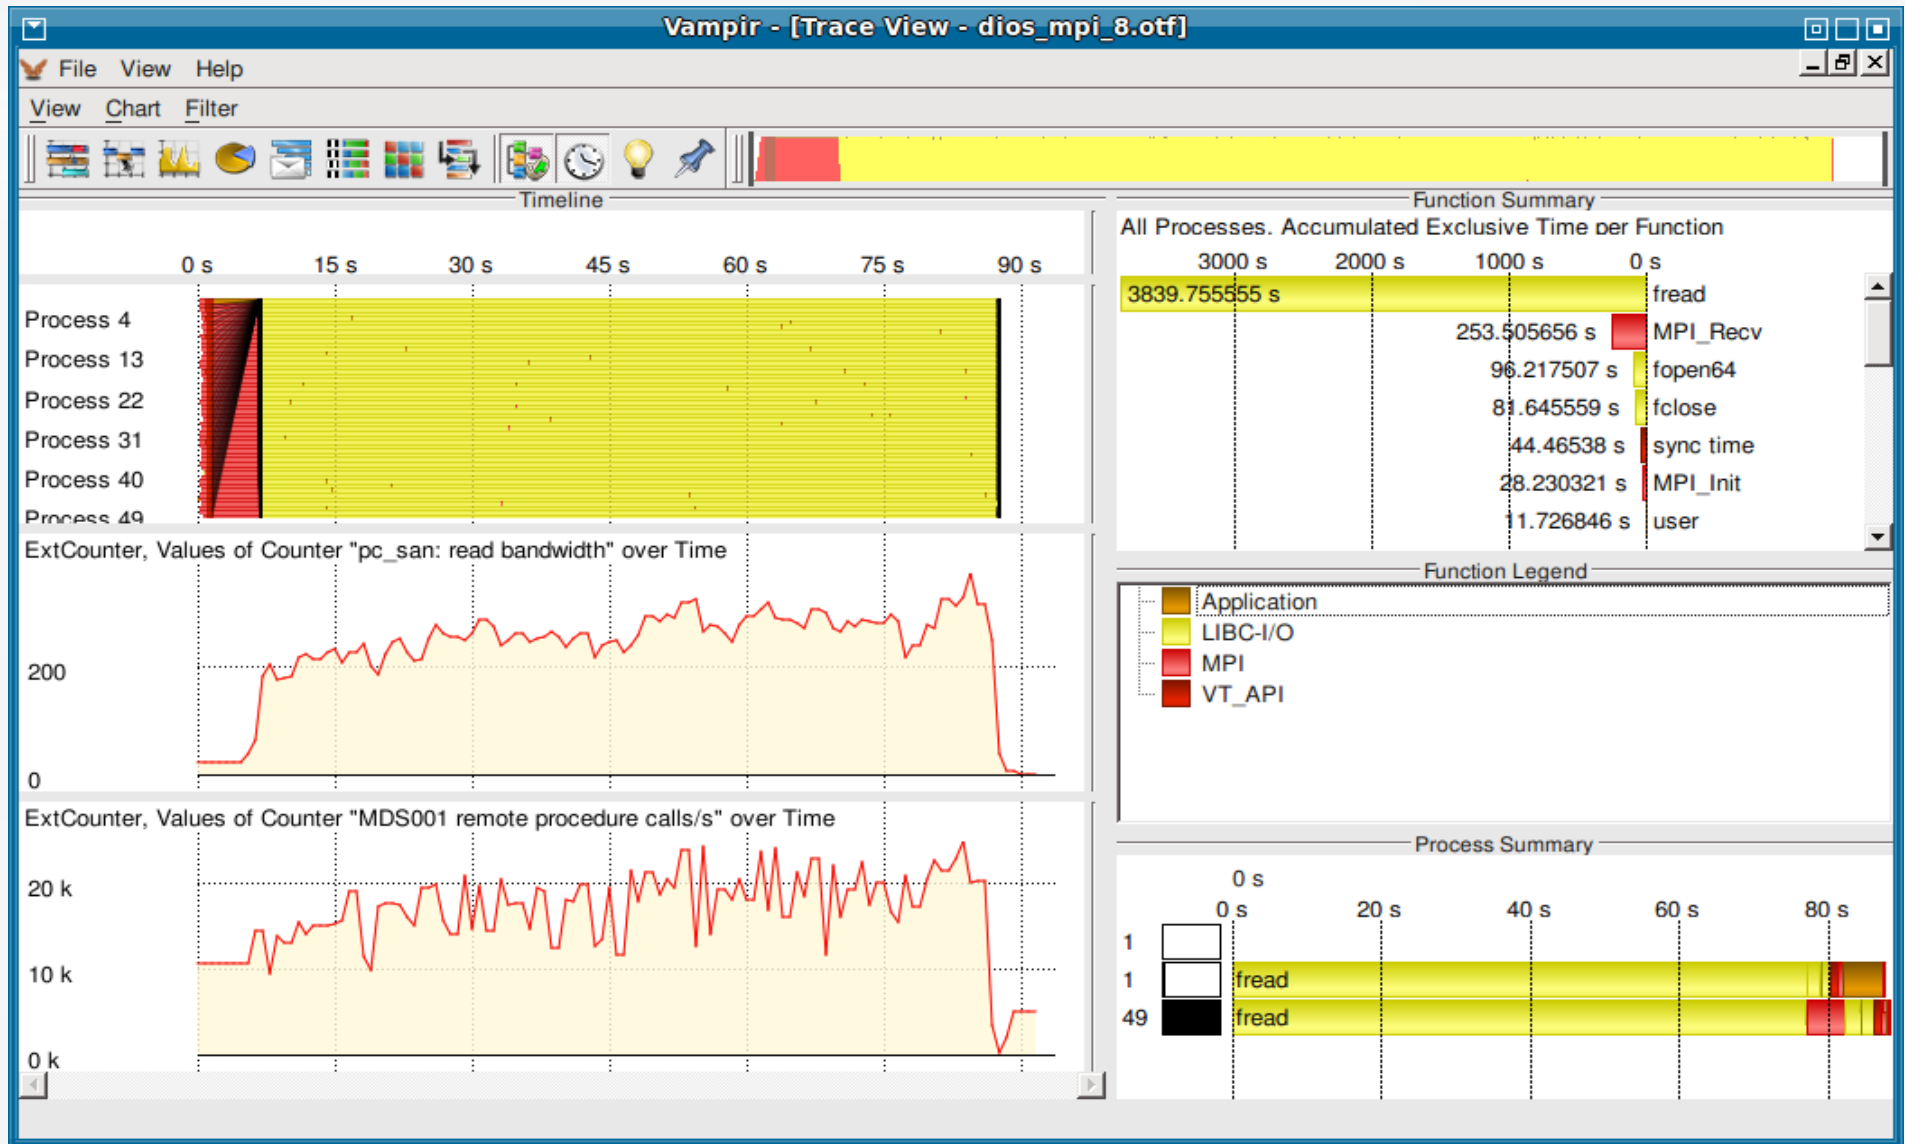 Vampir - [Trace View - dios_mpi_8.otf]
File View Help
View Chart Filter
Timeline
0 s 15 s 30 s 45 s 60 s 75 s 90 s
Process 4
Process 13
Process 22
Process 31
Process 40
Process 49
ExtCounter, Values of Counter "pc_san: read bandwidth" over Time
200
0
ExtCounter, Values of Counter "MDS001 remote procedure calls/s" over Time
20 k
10 k
0 k
Function Summary
All Processes. Accumulated Exclusive Time per Function
3000 s 2000 s 1000 s 0 s
3839.755555 s fread
253.505656 s MPI_Recv
96.217507 s fopen64
81.645559 s fclose
44.46538 s sync time
28.230321 s MPI_Init
11.726846 s user
Function Legend
Application
LIBC-I/O
MPI
VT_API
Process Summary
0 s
0 s 20 s 40 s 60 s 80 s
1
1 fread
49 fread